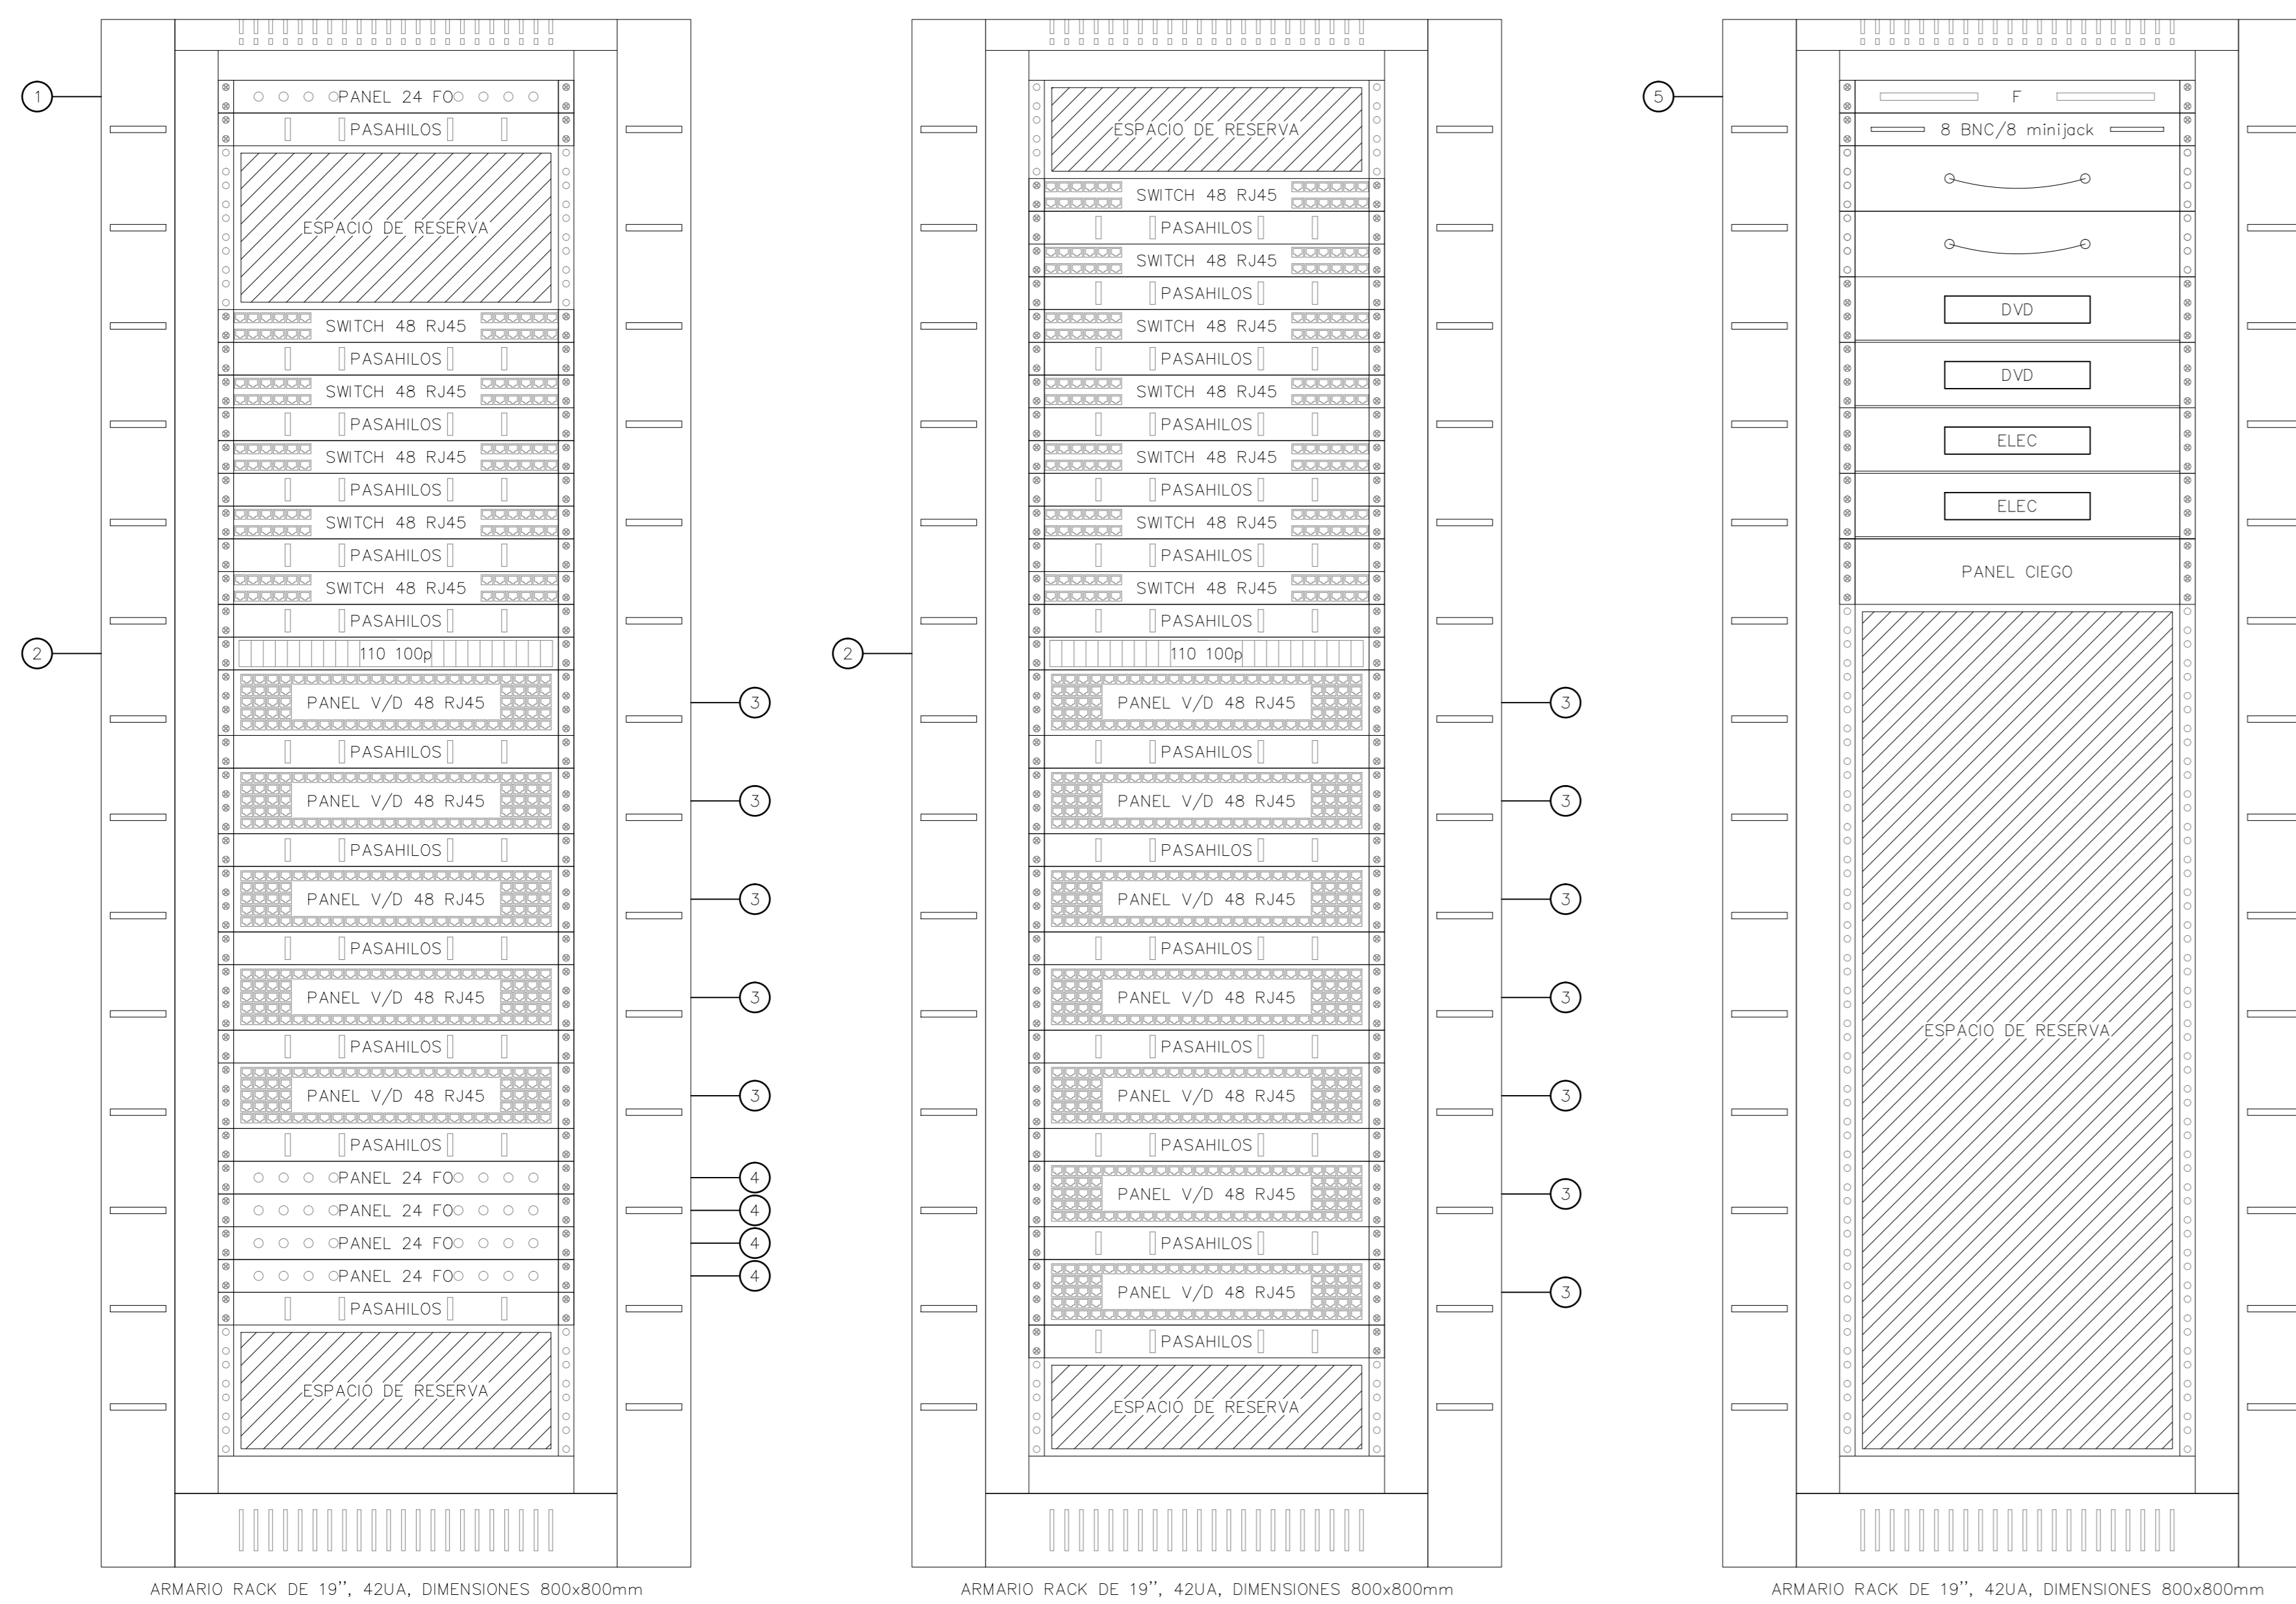 1
PANEL 24 FO
PASAHILOS
ESPACIO DE RESERVA
SWITCH 48 RJ45
PASAHILOS
SWITCH 48 RJ45
PASAHILOS
SWITCH 48 RJ45
PASAHILOS
SWITCH 48 RJ45
PASAHILOS
SWITCH 48 RJ45
PASAHILOS
2
110 100p
PANEL V/D 48 RJ45
3
PASAHILOS
PANEL V/D 48 RJ45
3
PASAHILOS
PANEL V/D 48 RJ45
3
PASAHILOS
PANEL V/D 48 RJ45
3
PASAHILOS
PANEL V/D 48 RJ45
3
PASAHILOS
PANEL 24 FO
4
PANEL 24 FO
4
PANEL 24 FO
4
PANEL 24 FO
4
PASAHILOS
ESPACIO DE RESERVA
ARMARIO RACK DE 19'', 42UA, DIMENSIONES 800x800mm
ESPACIO DE RESERVA
SWITCH 48 RJ45
PASAHILOS
SWITCH 48 RJ45
PASAHILOS
SWITCH 48 RJ45
PASAHILOS
SWITCH 48 RJ45
PASAHILOS
SWITCH 48 RJ45
PASAHILOS
SWITCH 48 RJ45
PASAHILOS
SWITCH 48 RJ45
PASAHILOS
2
110 100p
PANEL V/D 48 RJ45
3
PASAHILOS
PANEL V/D 48 RJ45
3
PASAHILOS
PANEL V/D 48 RJ45
3
PASAHILOS
PANEL V/D 48 RJ45
3
PASAHILOS
PANEL V/D 48 RJ45
3
PASAHILOS
PANEL V/D 48 RJ45
3
PASAHILOS
PANEL V/D 48 RJ45
3
PASAHILOS
ESPACIO DE RESERVA
ARMARIO RACK DE 19'', 42UA, DIMENSIONES 800x800mm
5
F
8 BNC/8 minijack
DVD
DVD
ELEC
ELEC
PANEL CIEGO
ESPACIO DE RESERVA
ARMARIO RACK DE 19'', 42UA, DIMENSIONES 800x800mm